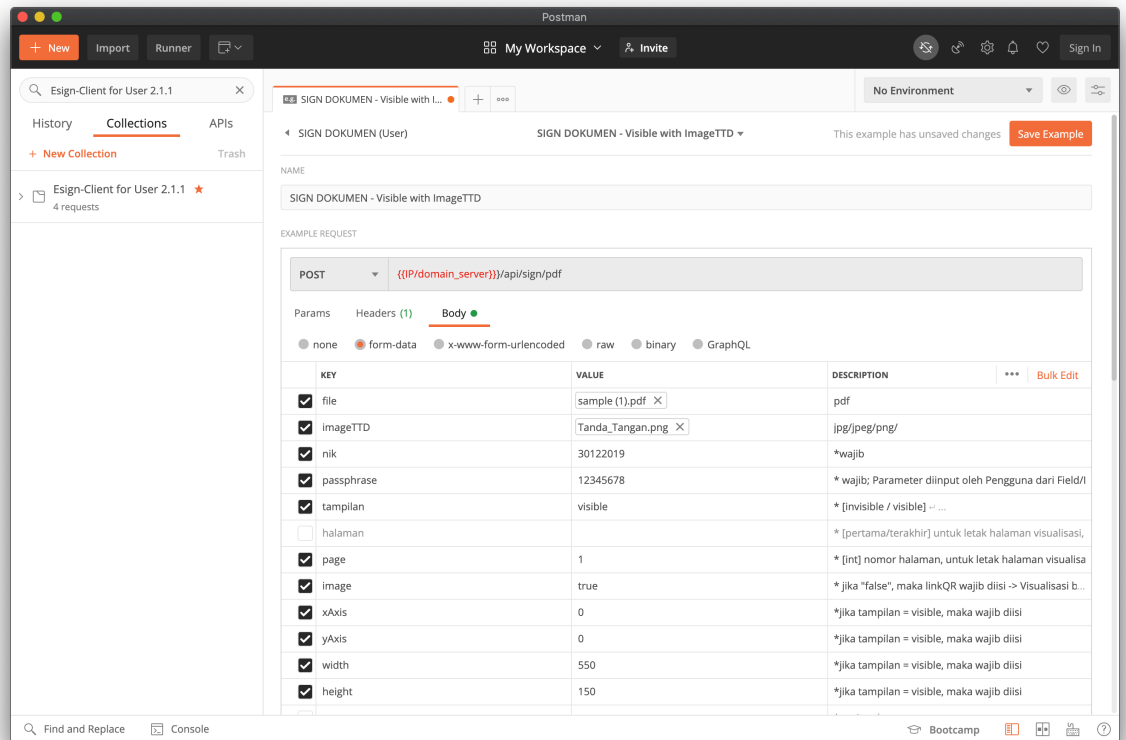 Postman
+ New
Import
Runner
My Workspace
Invite
Sign In
Esign-Client for User 2.1.1
History
Collections
APIs
+ New Collection
Trash
Esign-Client for User 2.1.1
4 requests
SIGN DOKUMEN - Visible with I...
No Environment
SIGN DOKUMEN (User)
SIGN DOKUMEN - Visible with ImageTTD
This example has unsaved changes
Save Example
NAME
SIGN DOKUMEN - Visible with ImageTTD
EXAMPLE REQUEST
POST
{{IP/domain_server}}}/api/sign/pdf
Params
Headers (1)
Body
none
form-data
x-www-form-urlencoded
raw
binary
GraphQL
KEY VALUE DESCRIPTION ••• Bulk Edit
file sample (1).pdf pdf
imageTTD Tanda_Tangan.png jpg/jpeg/png/
nik 30122019 *wajib
passphrase 12345678 * wajib; Parameter diinput oleh Pengguna dari Field/I
tampilan visible * [invisible / visible] ↵ ...
halaman * [pertama/terakhir] untuk letak halaman visualisasi,
page 1 * [int] nomor halaman, untuk letak halaman visualisa
image true * jika "false", maka linkQR wajib diisi -> Visualisasi b...
xAxis 0 *jika tampilan = visible, maka wajib diisi
yAxis 0 *jika tampilan = visible, maka wajib diisi
width 550 *jika tampilan = visible, maka wajib diisi
height 150 *jika tampilan = visible, maka wajib diisi
Find and Replace
Console
Bootcamp